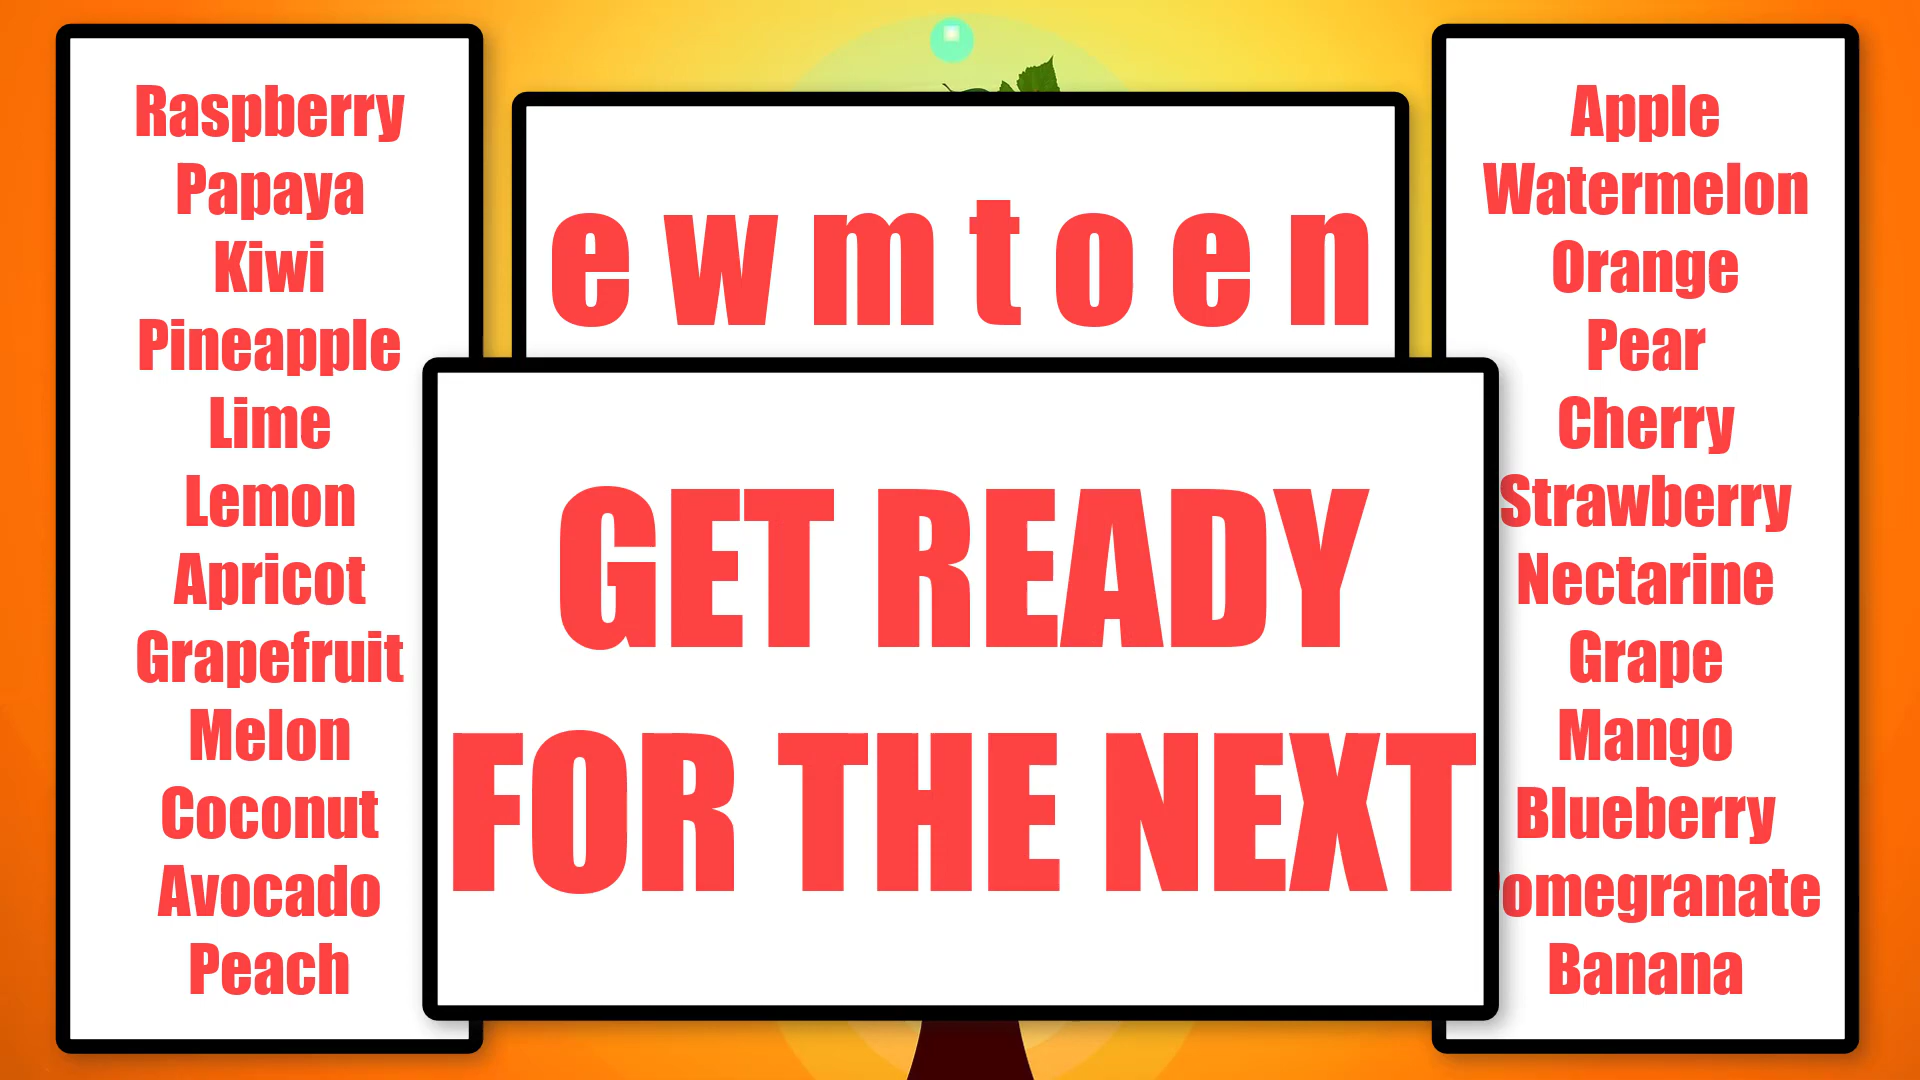 Raspberry
Papaya
Kiwi
Pineapple
Lime
Lemon
Apricot
Grapefruit
Melon
Coconut
Avocado
Peach
e w m t o e n
GET READY
FOR THE NEXT
Apple
Watermelon
Orange
Pear
Cherry
Strawberry
Nectarine
Grape
Mango
Blueberry
omegranate
Banana